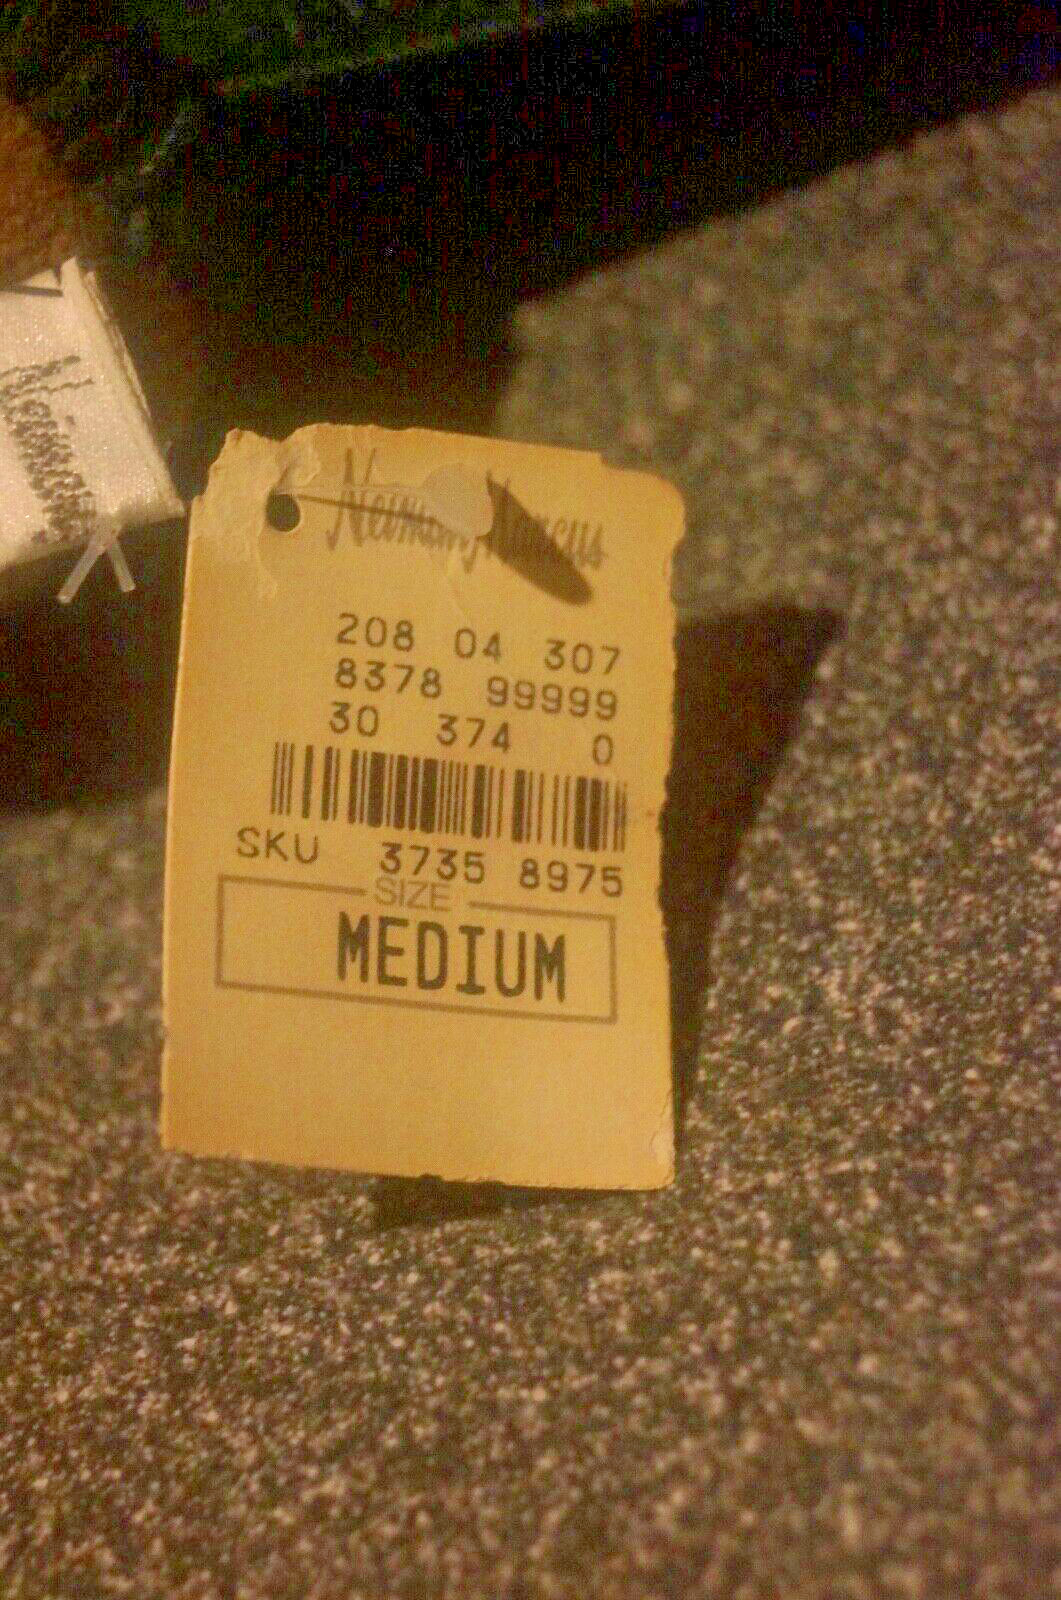 Neiman Marcus
208 04 307
8378 99999
30 374 0
SKU 3735 8975
SIZE
MEDIUM